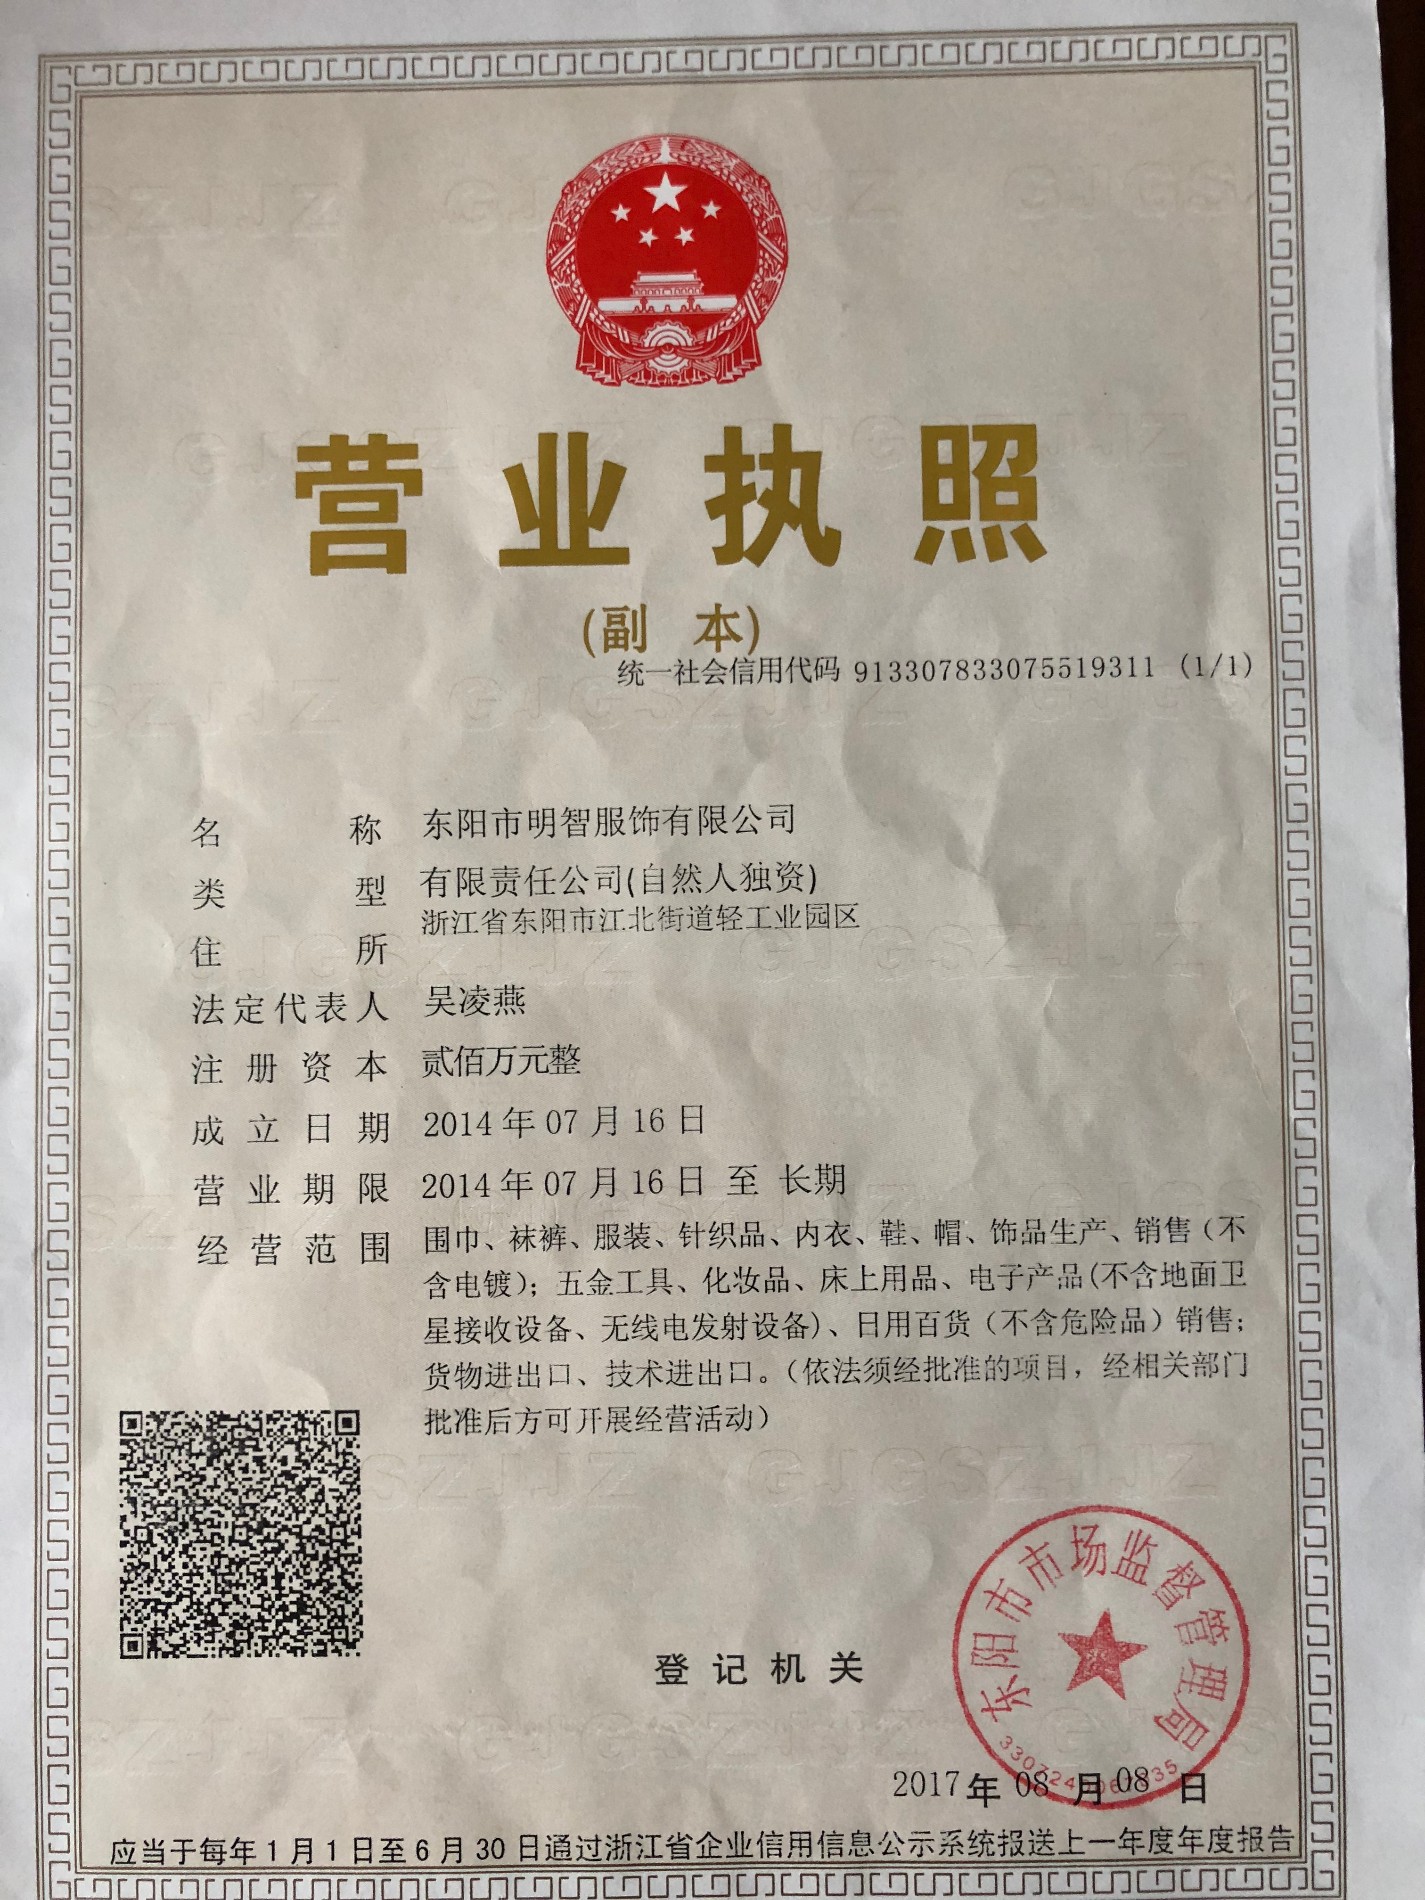 营业执照
(副 本)
统一社会信用代码 913307833075519311 (1/1)
名 称 东阳市明智服饰有限公司
类 型 有限责任公司(自然人独资)
住 所 浙江省东阳市江北街道轻工业园区
法定代表人 吴凌燕
注册资本 贰佰万元整
成立日期 2014年07月16日
营业期限 2014年07月16日 至 长期
经营范围 围巾、袜裤、服装、针织品、内衣、鞋、帽、饰品生产、销售（不
含电镀）；五金工具、化妆品、床上用品、电子产品(不含地面卫
星接收设备、无线电发射设备)、日用百货（不含危险品）销售；
货物进出口、技术进出口。（依法须经批准的项目，经相关部门
批准后方可开展经营活动）
东阳市市场监督管理局
登记机关
2017年08月08日
应当于每年1月1日至6月30日通过浙江省企业信用信息公示系统报送上一年度年度报告